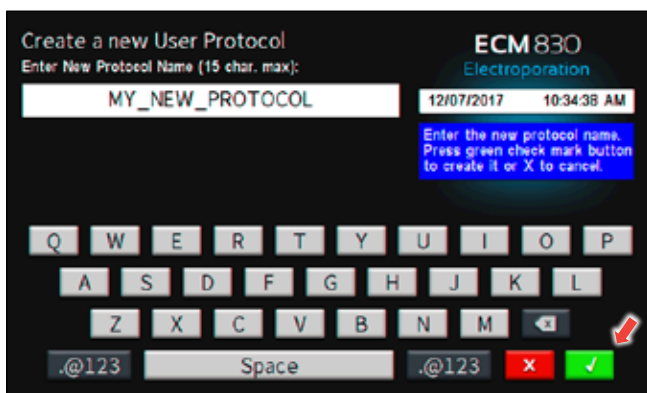 Create a new User Protocol
Enter New Protocol Name (15 char. max):
MY_NEW_PROTOCOL
ECM 830
Electroporation
12/07/2017 10:34:38 AM
Enter the new protocol name.
Press green check mark button
to create it or X to cancel.
Q W E R T Y U I O P
A S D F G H J K L
Z X C V B N M
.@123 Space .@123